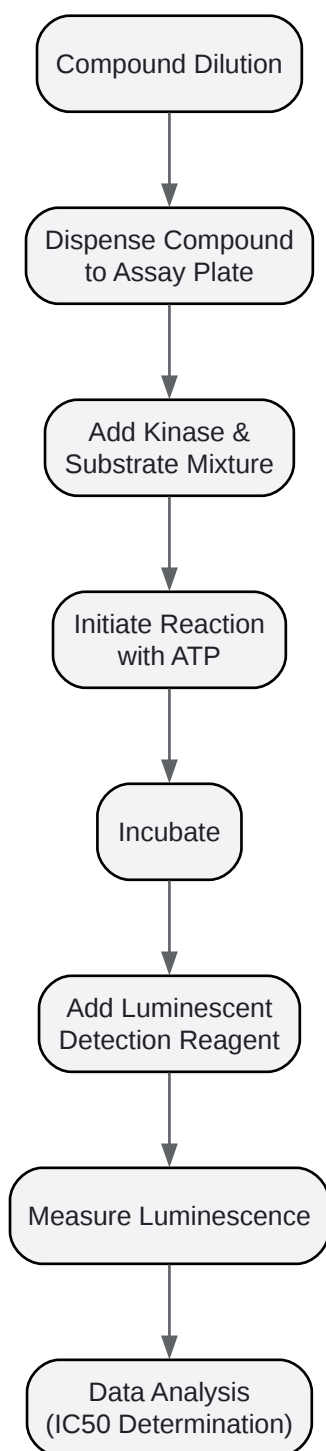 Compound Dilution
Dispense Compound
to Assay Plate
Add Kinase &
Substrate Mixture
Initiate Reaction
with ATP
Incubate
Add Luminescent
Detection Reagent
Measure Luminescence
Data Analysis
(IC50 Determination)